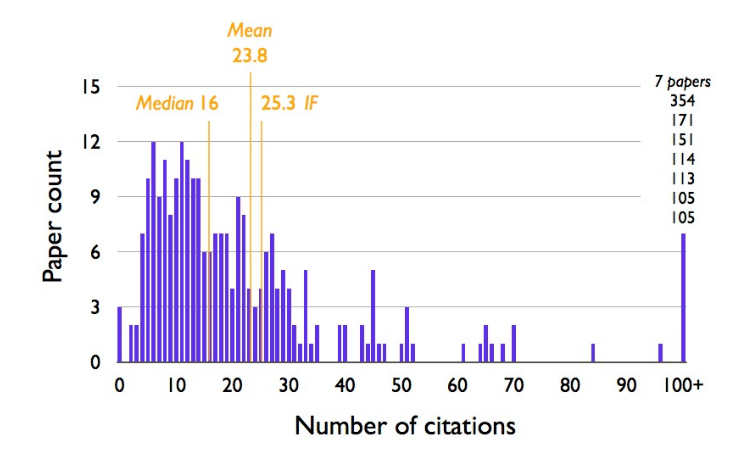 Mean
23.8
Median 16
25.3 IF
7 papers
354
171
151
114
113
105
105
Paper count
15
12
9
6
3
0
0 10 20 30 40 50 60 70 80 90 100+
Number of citations